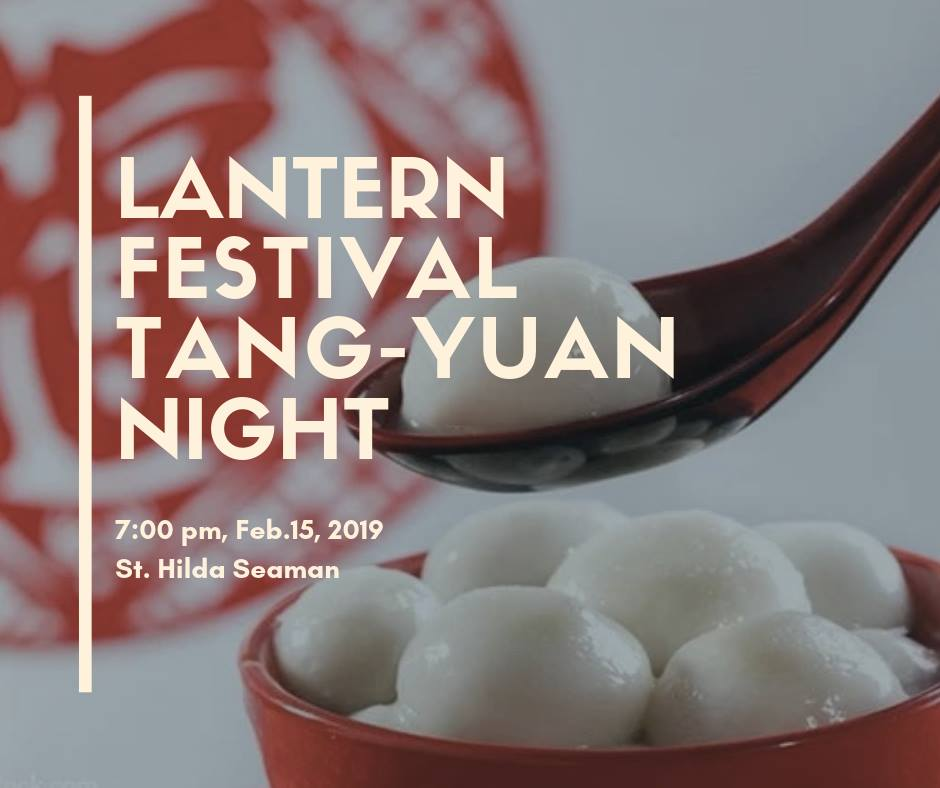 LANTERN
FESTIVAL
TANG-YUAN
NIGHT
7:00 pm, Feb.15, 2019
St. Hilda Seaman